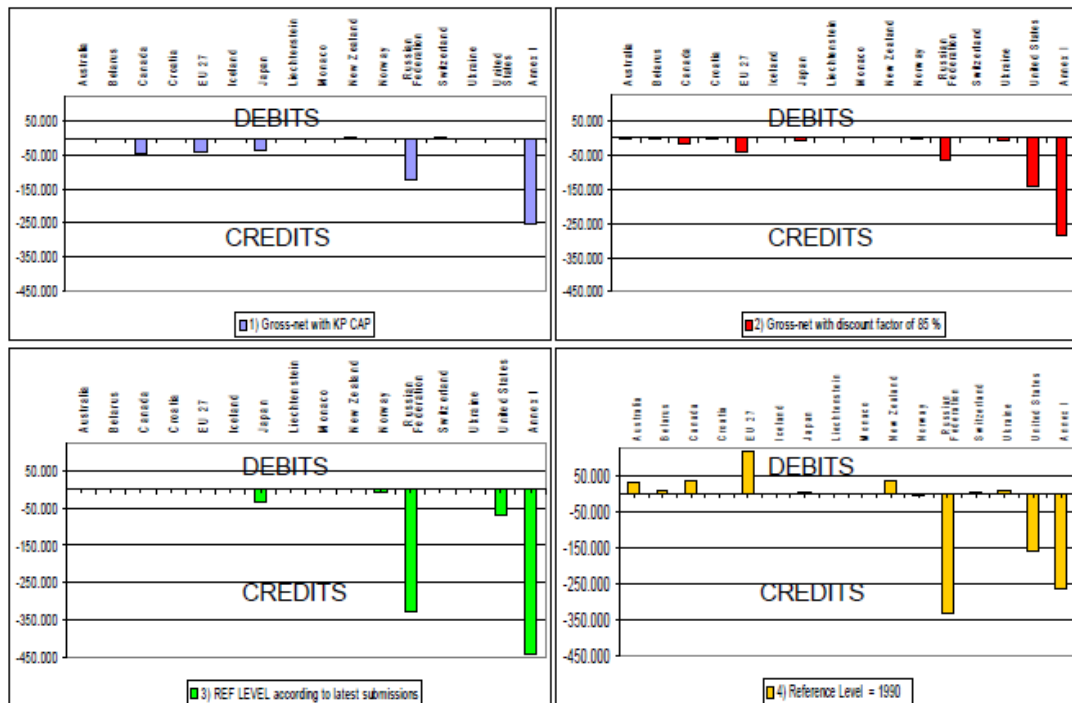 Australia
Belarus
Canada
Croatia
EU 27
Iceland
Japan
Liechtenstein
Monaco
New Zealand
Norway
Russian
Federation
Switzerland
Ukraine
United
States
Annex I
50.000
-50.000
-150.000
-250.000
-350.000
-450.000
DEBITS
CREDITS
1) Gross-net with KP CAP
Australia
Belarus
Canada
Croatia
EU 27
Iceland
Japan
Liechtenstein
Monaco
New Zealand
Norway
Russian
Federation
Switzerland
Ukraine
United States
Annex I
50.000
-50.000
-150.000
-250.000
-350.000
-450.000
DEBITS
CREDITS
2) Gross-net with discount factor of 85 %
Australia
Belarus
Canada
Croatia
EU 27
Iceland
Japan
Liechtenstein
Monaco
New Zealand
Norway
Russian
Federation
Switzerland
Ukraine
United States
Annex I
50.000
-50.000
-150.000
-250.000
-350.000
-450.000
DEBITS
CREDITS
3) REF LEVEL according to latest submissions
Australia
Belarus
Canada
Croatia
EU 27
Iceland
Japan
Liechtenstein
Monaco
New Zealand
Norway
Russian
Federation
Switzerland
Ukraine
United States
Annex I
50.000
-50.000
-150.000
-250.000
-350.000
-450.000
DEBITS
CREDITS
4) Reference Level = 1990